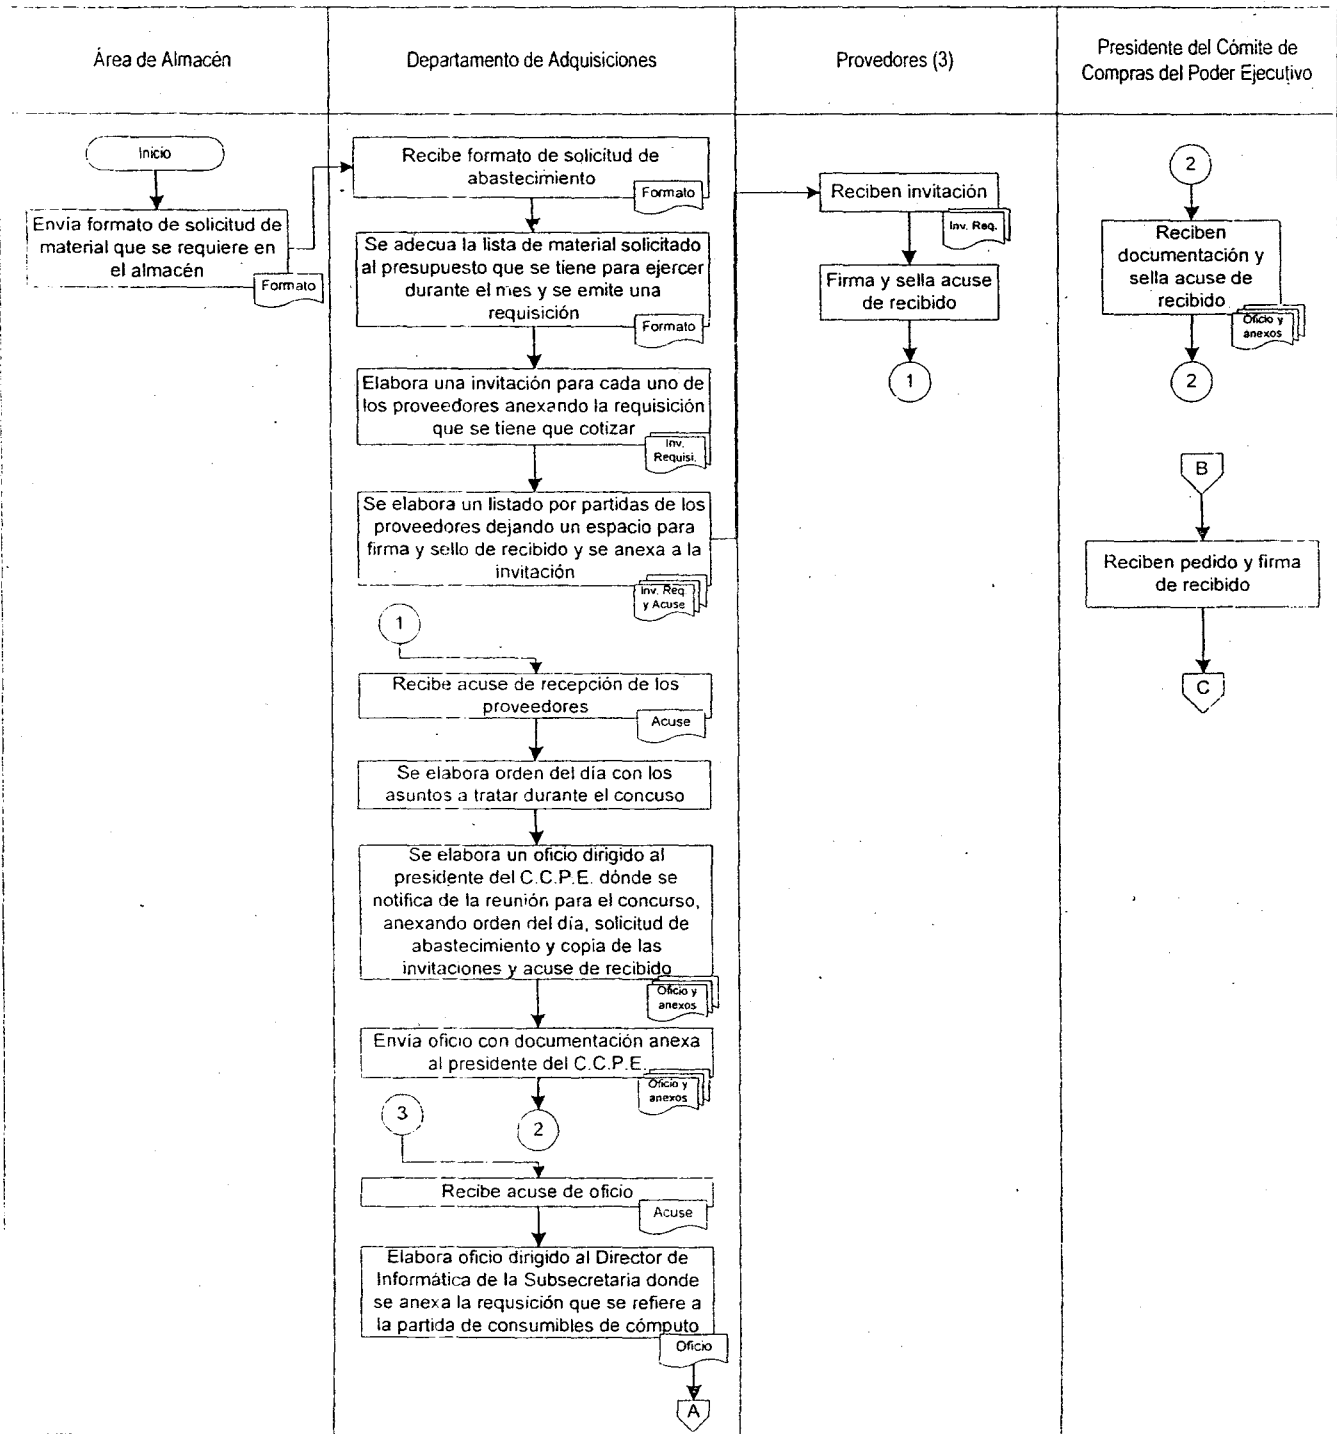 Área de Almacén
Departamento de Adquisiciones
Provedores (3)
Presidente del Cómite de
Compras del Poder Ejecutivo
Inicio
Envía formato de solicitud de
material que se requiere en
el almacén
Formato
Recibe formato de solicitud de
abastecimiento
Formato
Se adecua la lista de material solicitado
al presupuesto que se tiene para ejercer
durante el mes y se emite una
requisición
Formato
Elabora una invitación para cada uno de
los proveedores anexando la requisición
que se tiene que cotizar
Inv.
Requisi.
Se elabora un listado por partidas de los
proveedores dejando un espacio para
firma y sello de recibido y se anexa a la
invitación
Inv. Req.
y Acuse
1
Recibe acuse de recepción de los
proveedores
Acuse
Se elabora orden del día con los
asuntos a tratar durante el concuso
Se elabora un oficio dirigido al
presidente del C.C.P.E. dónde se
notifica de la reunión para el concurso,
anexando orden del día, solicitud de
abastecimiento y copia de las
invitaciones y acuse de recibido
Oficio y
anexos
Envía oficio con documentación anexa
al presidente del C.C.P.E.
Oficio y
anexos
3
2
Recibe acuse de oficio
Acuse
Elabora oficio dirigido al Director de
Informática de la Subsecretaria donde
se anexa la requsición que se refiere a
la partida de consumibles de cómputo
Oficio
A
Reciben invitación
Inv. Req.
Firma y sella acuse
de recibido
1
2
Reciben
documentación y
sella acuse de
recibido
Oficio y
anexos
2
B
Reciben pedido y firma
de recibido
C